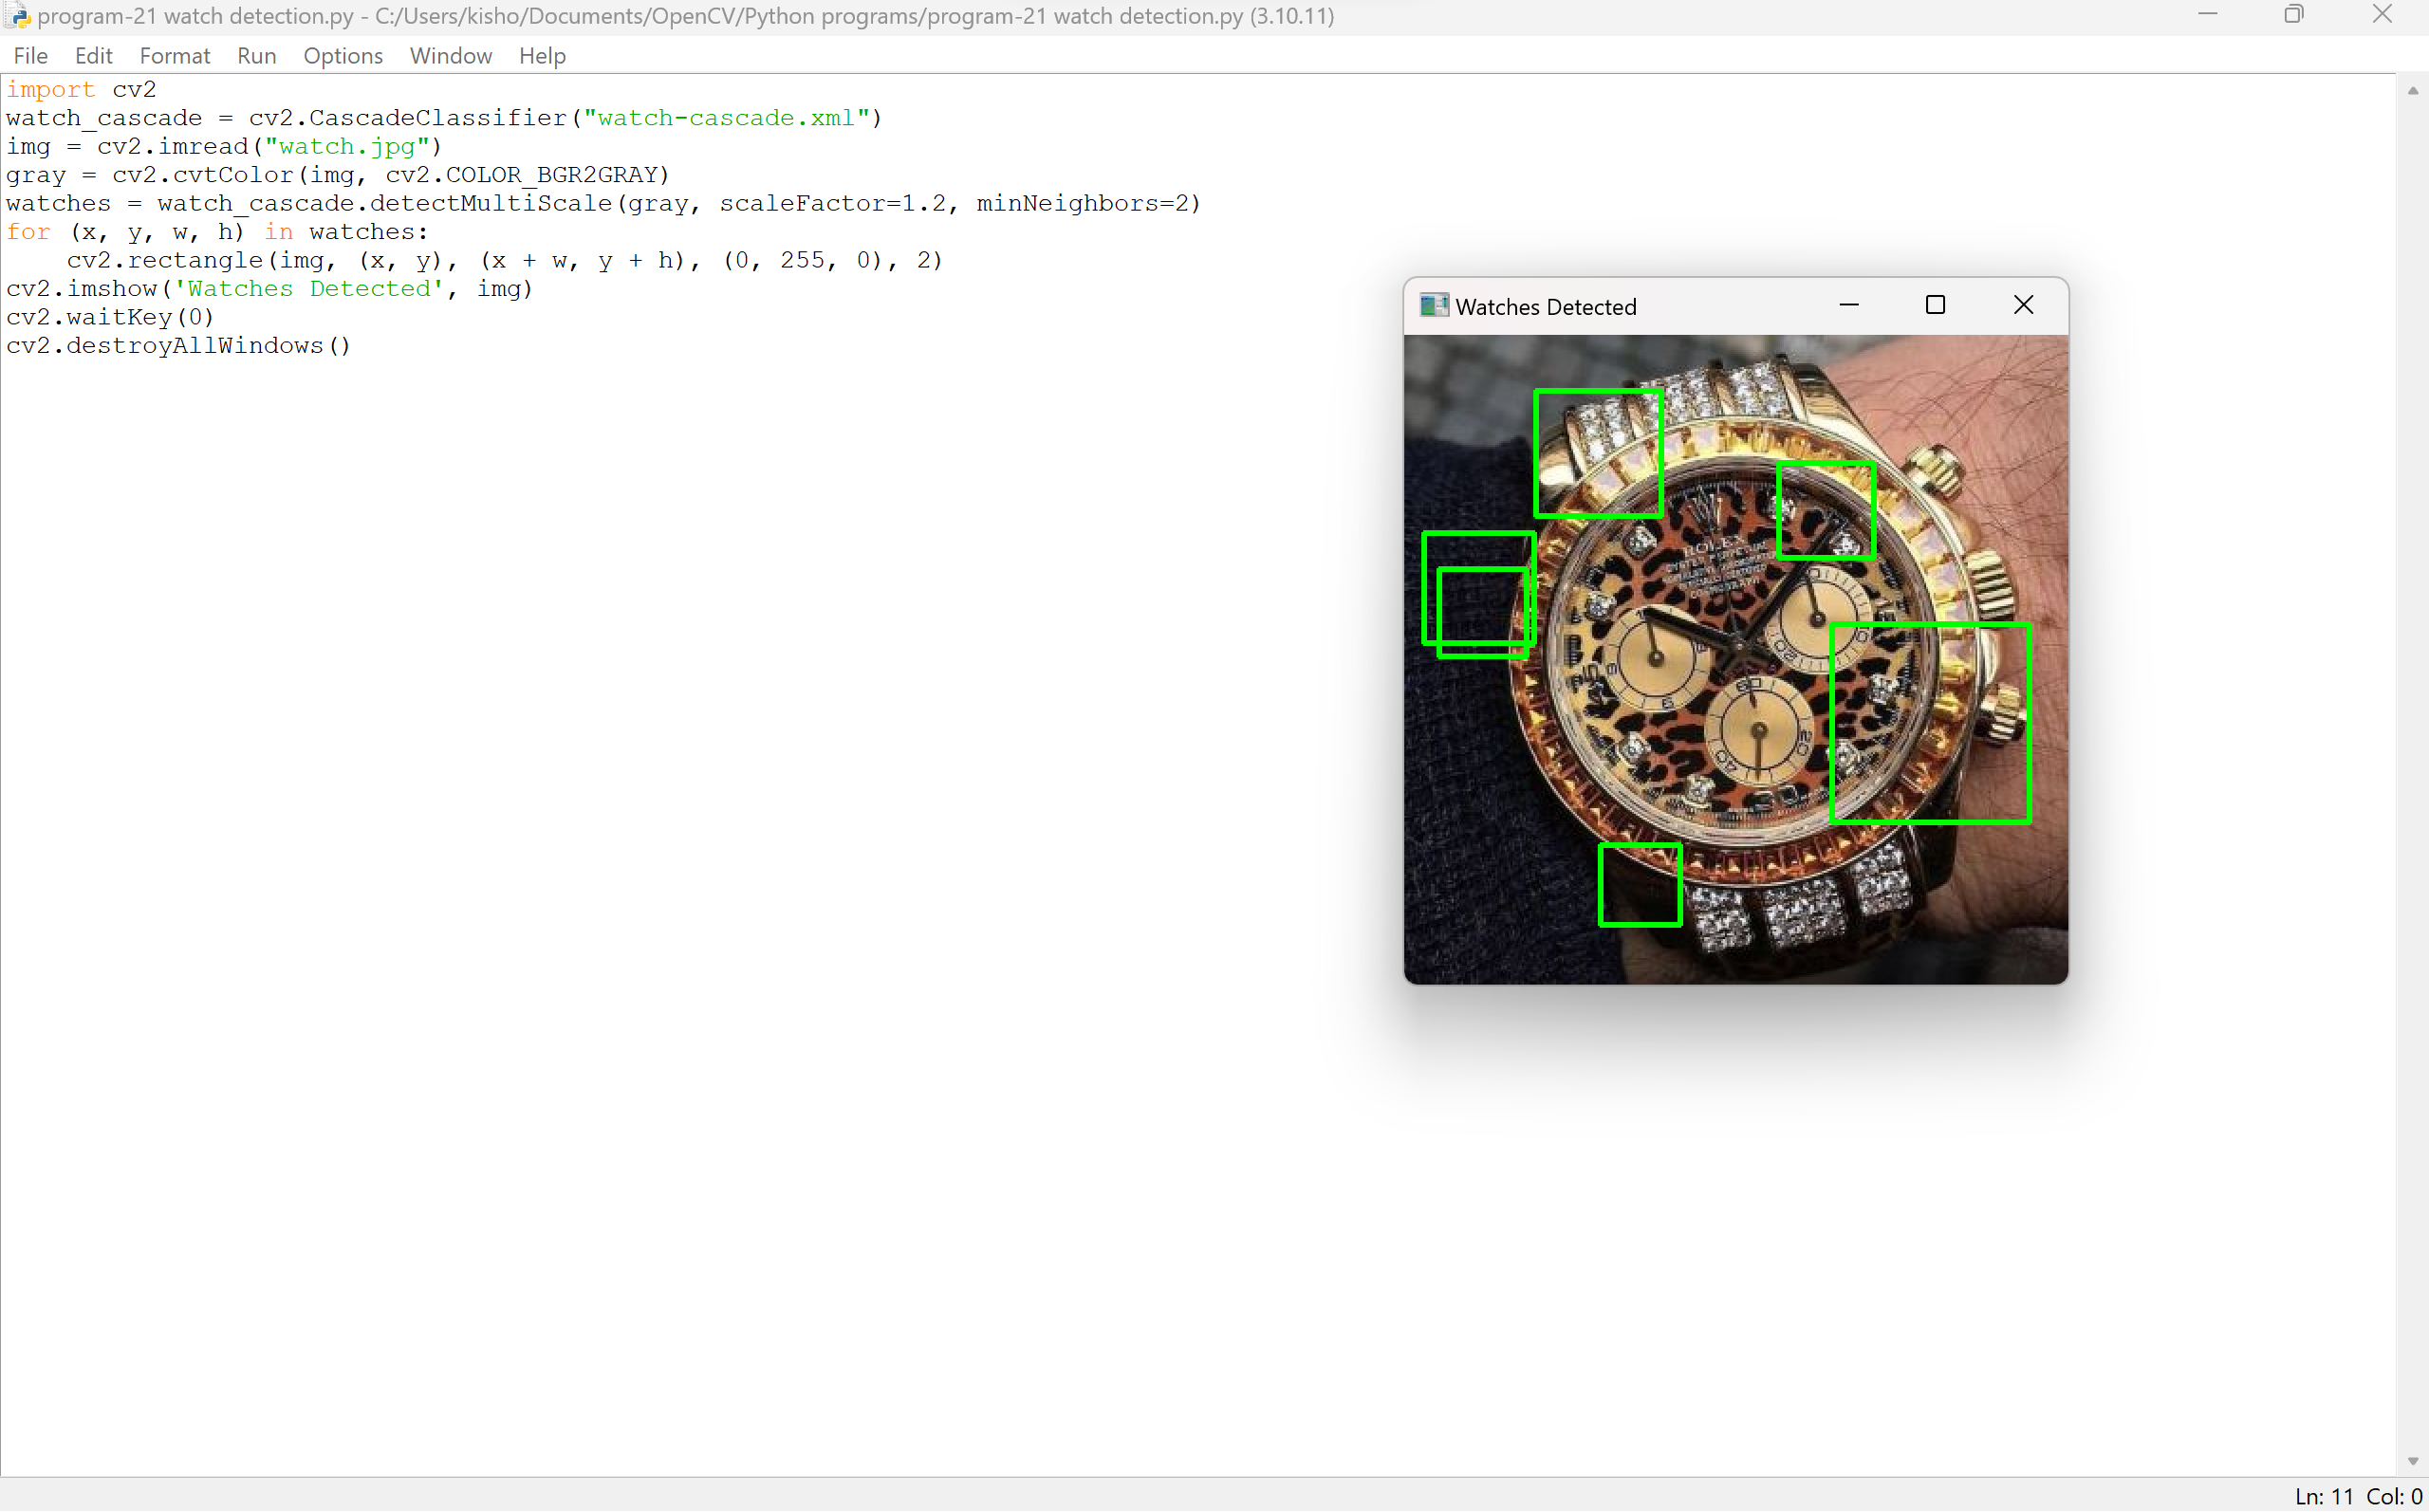 program-21 watch detection.py - C:/Users/kisho/Documents/OpenCV/Python programs/program-21 watch detection.py (3.10.11)
File Edit Format Run Options Window Help
import cv2
watch_cascade = cv2.CascadeClassifier("watch-cascade.xml")
img = cv2.imread("watch.jpg")
gray = cv2.cvtColor(img, cv2.COLOR_BGR2GRAY)
watches = watch_cascade.detectMultiScale(gray, scaleFactor=1.2, minNeighbors=2)
for (x, y, w, h) in watches:
    cv2.rectangle(img, (x, y), (x + w, y + h), (0, 255, 0), 2)
cv2.imshow('Watches Detected', img)
cv2.waitKey(0)
cv2.destroyAllWindows()
Watches Detected
ROLEX
60
20
40
Ln: 11 Col: 0